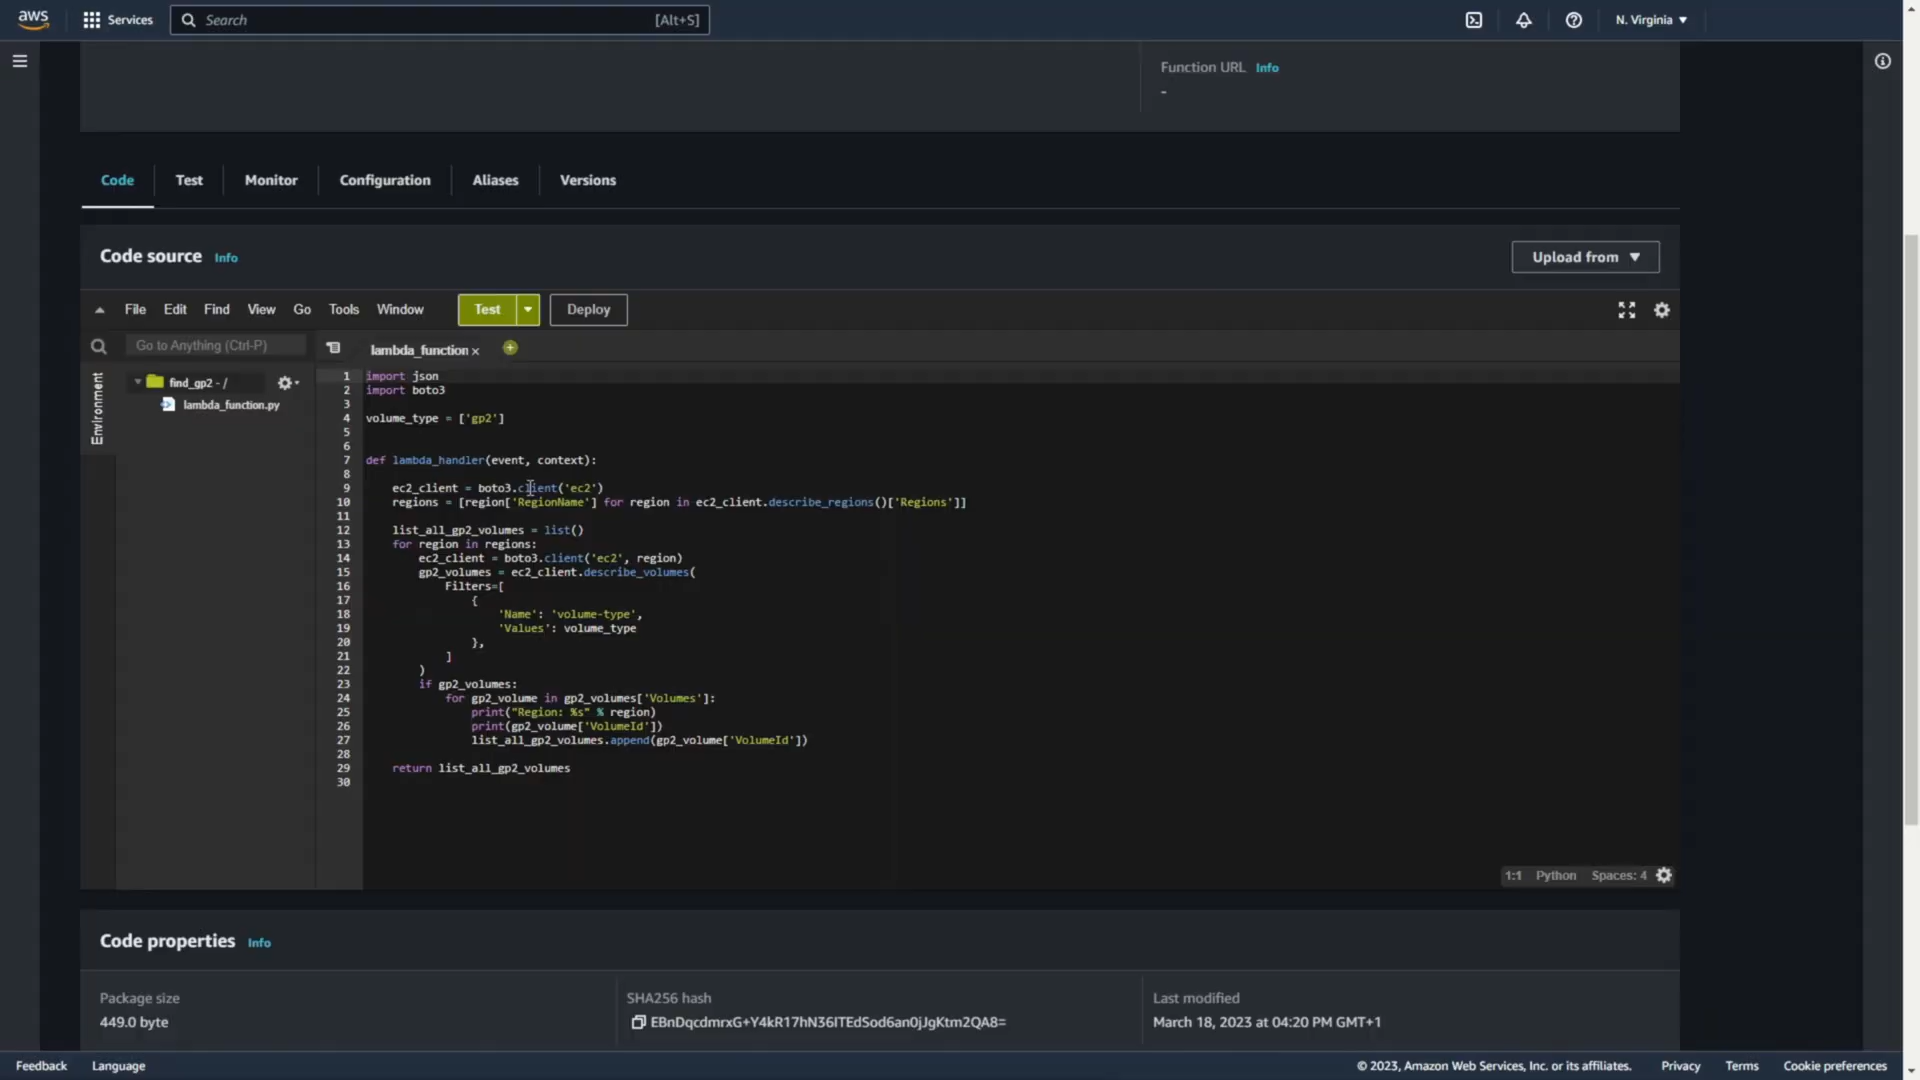 aws Services Search [Alt+S] N. Virginia ▼
Function URL Info
-
Code Test Monitor Configuration Aliases Versions
Code source Info Upload from ▼
File Edit Find View Go Tools Window Test Deploy
Go to Anything (Ctrl-P) lambda_function ×
Environment
find_gp2 - /
lambda_function.py
1 import json
2 import boto3
3
4 volume_type = ['gp2']
5
6
7 def lambda_handler(event, context):
8
9 ec2_client = boto3.client('ec2')
10 regions = [region['RegionName'] for region in ec2_client.describe_regions()['Regions']]
11
12 list_all_gp2_volumes = list()
13 for region in regions:
14 ec2_client = boto3.client('ec2', region)
15 gp2_volumes = ec2_client.describe_volumes(
16 Filters=[
17 {
18 'Name': 'volume-type',
19 'Values': volume_type
20 },
21 ]
22 )
23 if gp2_volumes:
24 for gp2_volume in gp2_volumes['Volumes']:
25 print("Region: %s" % region)
26 print(gp2_volume['VolumeId'])
27 list_all_gp2_volumes.append(gp2_volume['VolumeId'])
28
29 return list_all_gp2_volumes
30
1:1 Python Spaces: 4
Code properties Info
Package size SHA256 hash Last modified
449.0 byte EBnDqcdmrxG+Y4kR17hN36ITEdSod6an0jJgKtm2QA8= March 18, 2023 at 04:20 PM GMT+1
Feedback Language © 2023, Amazon Web Services, Inc. or its affiliates. Privacy Terms Cookie preferences